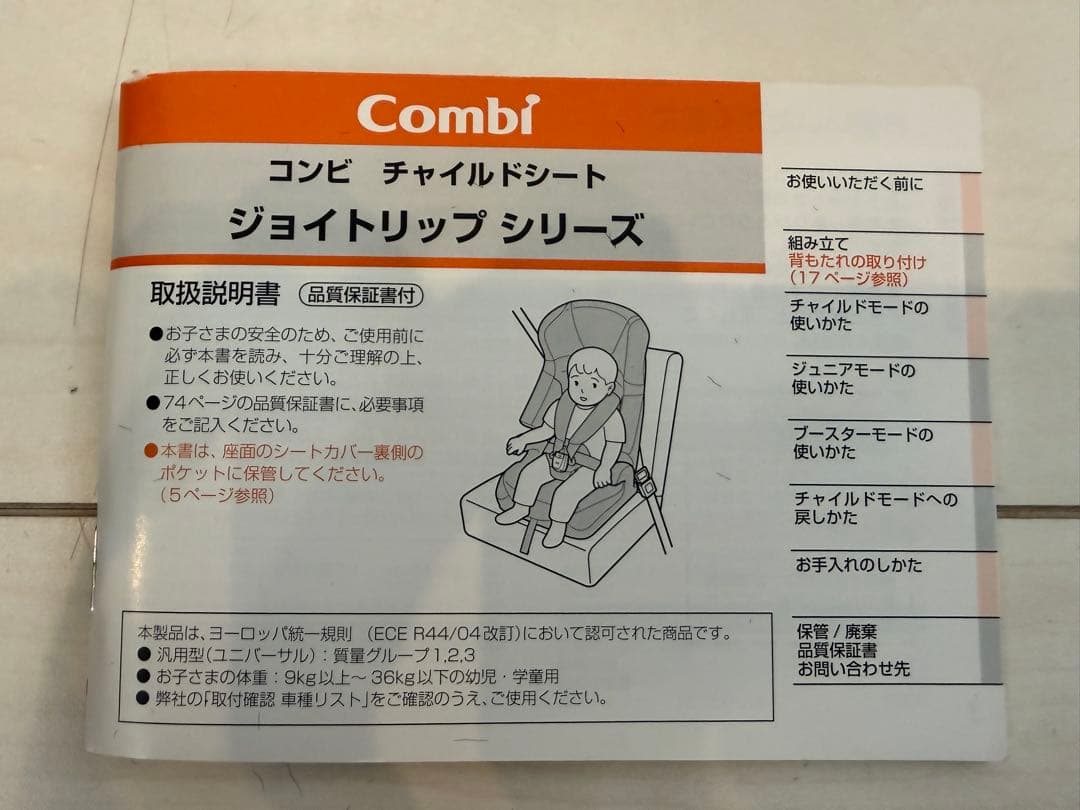 Combi
コンビ　チャイルドシート
ジョイトリップ シリーズ
取扱説明書 (品質保証書付)
●お子さまの安全のため、ご使用前に
必ず本書を読み、十分ご理解の上、
正しくお使いください。
●74ページの品質保証書に、必要事項
をご記入ください。
●本書は、座面のシートカバー裏側の
ポケットに保管してください。
(5ページ参照)
本製品は、ヨーロッパ統一規則 (ECE R44/04改訂)において認可された商品です。
● 汎用型(ユニバーサル)：質量グループ1,2,3
● お子さまの体重：9kg以上～36kg以下の幼児・学童用
● 弊社の「取付確認 車種リスト」をご確認のうえ、ご使用ください。
お使いいただく前に
組み立て
背もたれの取り付け
(17ページ参照)
チャイルドモードの
使いかた
ジュニアモードの
使いかた
ブースターモードの
使いかた
チャイルドモードへの
戻しかた
お手入れのしかた
保管/廃棄
品質保証書
お問い合わせ先